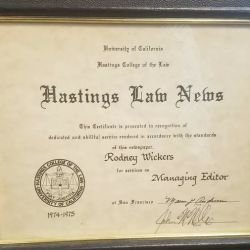 University of California
Hastings College of the Law
Hastings Law News
This Certificate is presented in recognition of
dedicated and skillful service rendered in accordance with the standards
of this newspaper.
Rodney Wickers
for services as
Managing Editor
at San Francisco
1974-1975